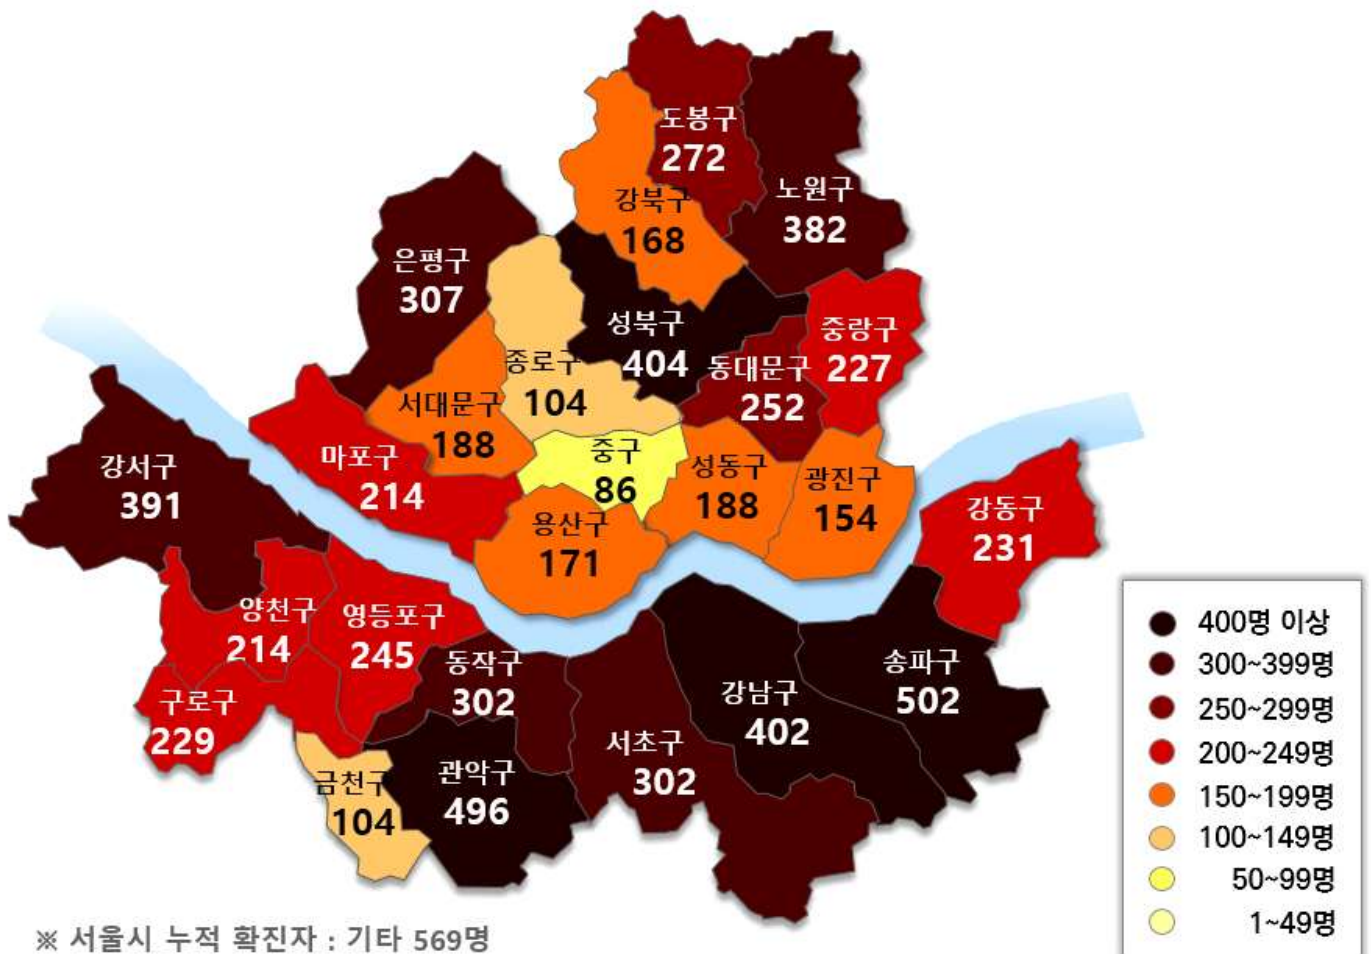 도봉구
272
노원구
382
강북구
168
은평구
307
성북구
404
중랑구
227
종로구
104
동대문구
252
서대문구
188
마포구
214
중구
86
성동구
188
광진구
154
강서구
391
용산구
171
강동구
231
양천구
214
영등포구
245
동작구
302
송파구
502
강남구
402
구로구
229
서초구
302
관악구
496
금천구
104
400명 이상
300~399명
250~299명
200~249명
150~199명
100~149명
50~99명
1~49명
※ 서울시 누적 확진자 : 기타 569명